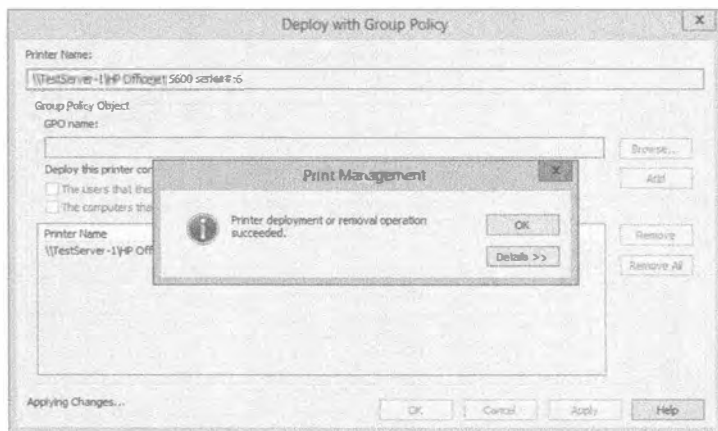 Deploy with Group Policy
x
Printer Name:
\\TestServer-1\HP Officejet 5600 series#:6
Group Policy Object
GPO name:
Browse...
Deploy this printer con
Add
The users that this
The computers tha
Print Management
x
Printer deployment or removal operation
succeeded.
OK
Details >>
Printer Name
\\TestServer-1\HP Off
Remove
Remove All
Applying Changes...
OK
Cancel
Apply
Help